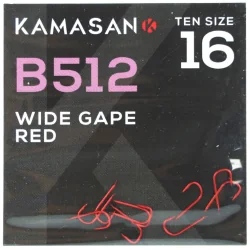 KAMASAN K TEN SIZE
B512 16
WIDE GAPE
RED